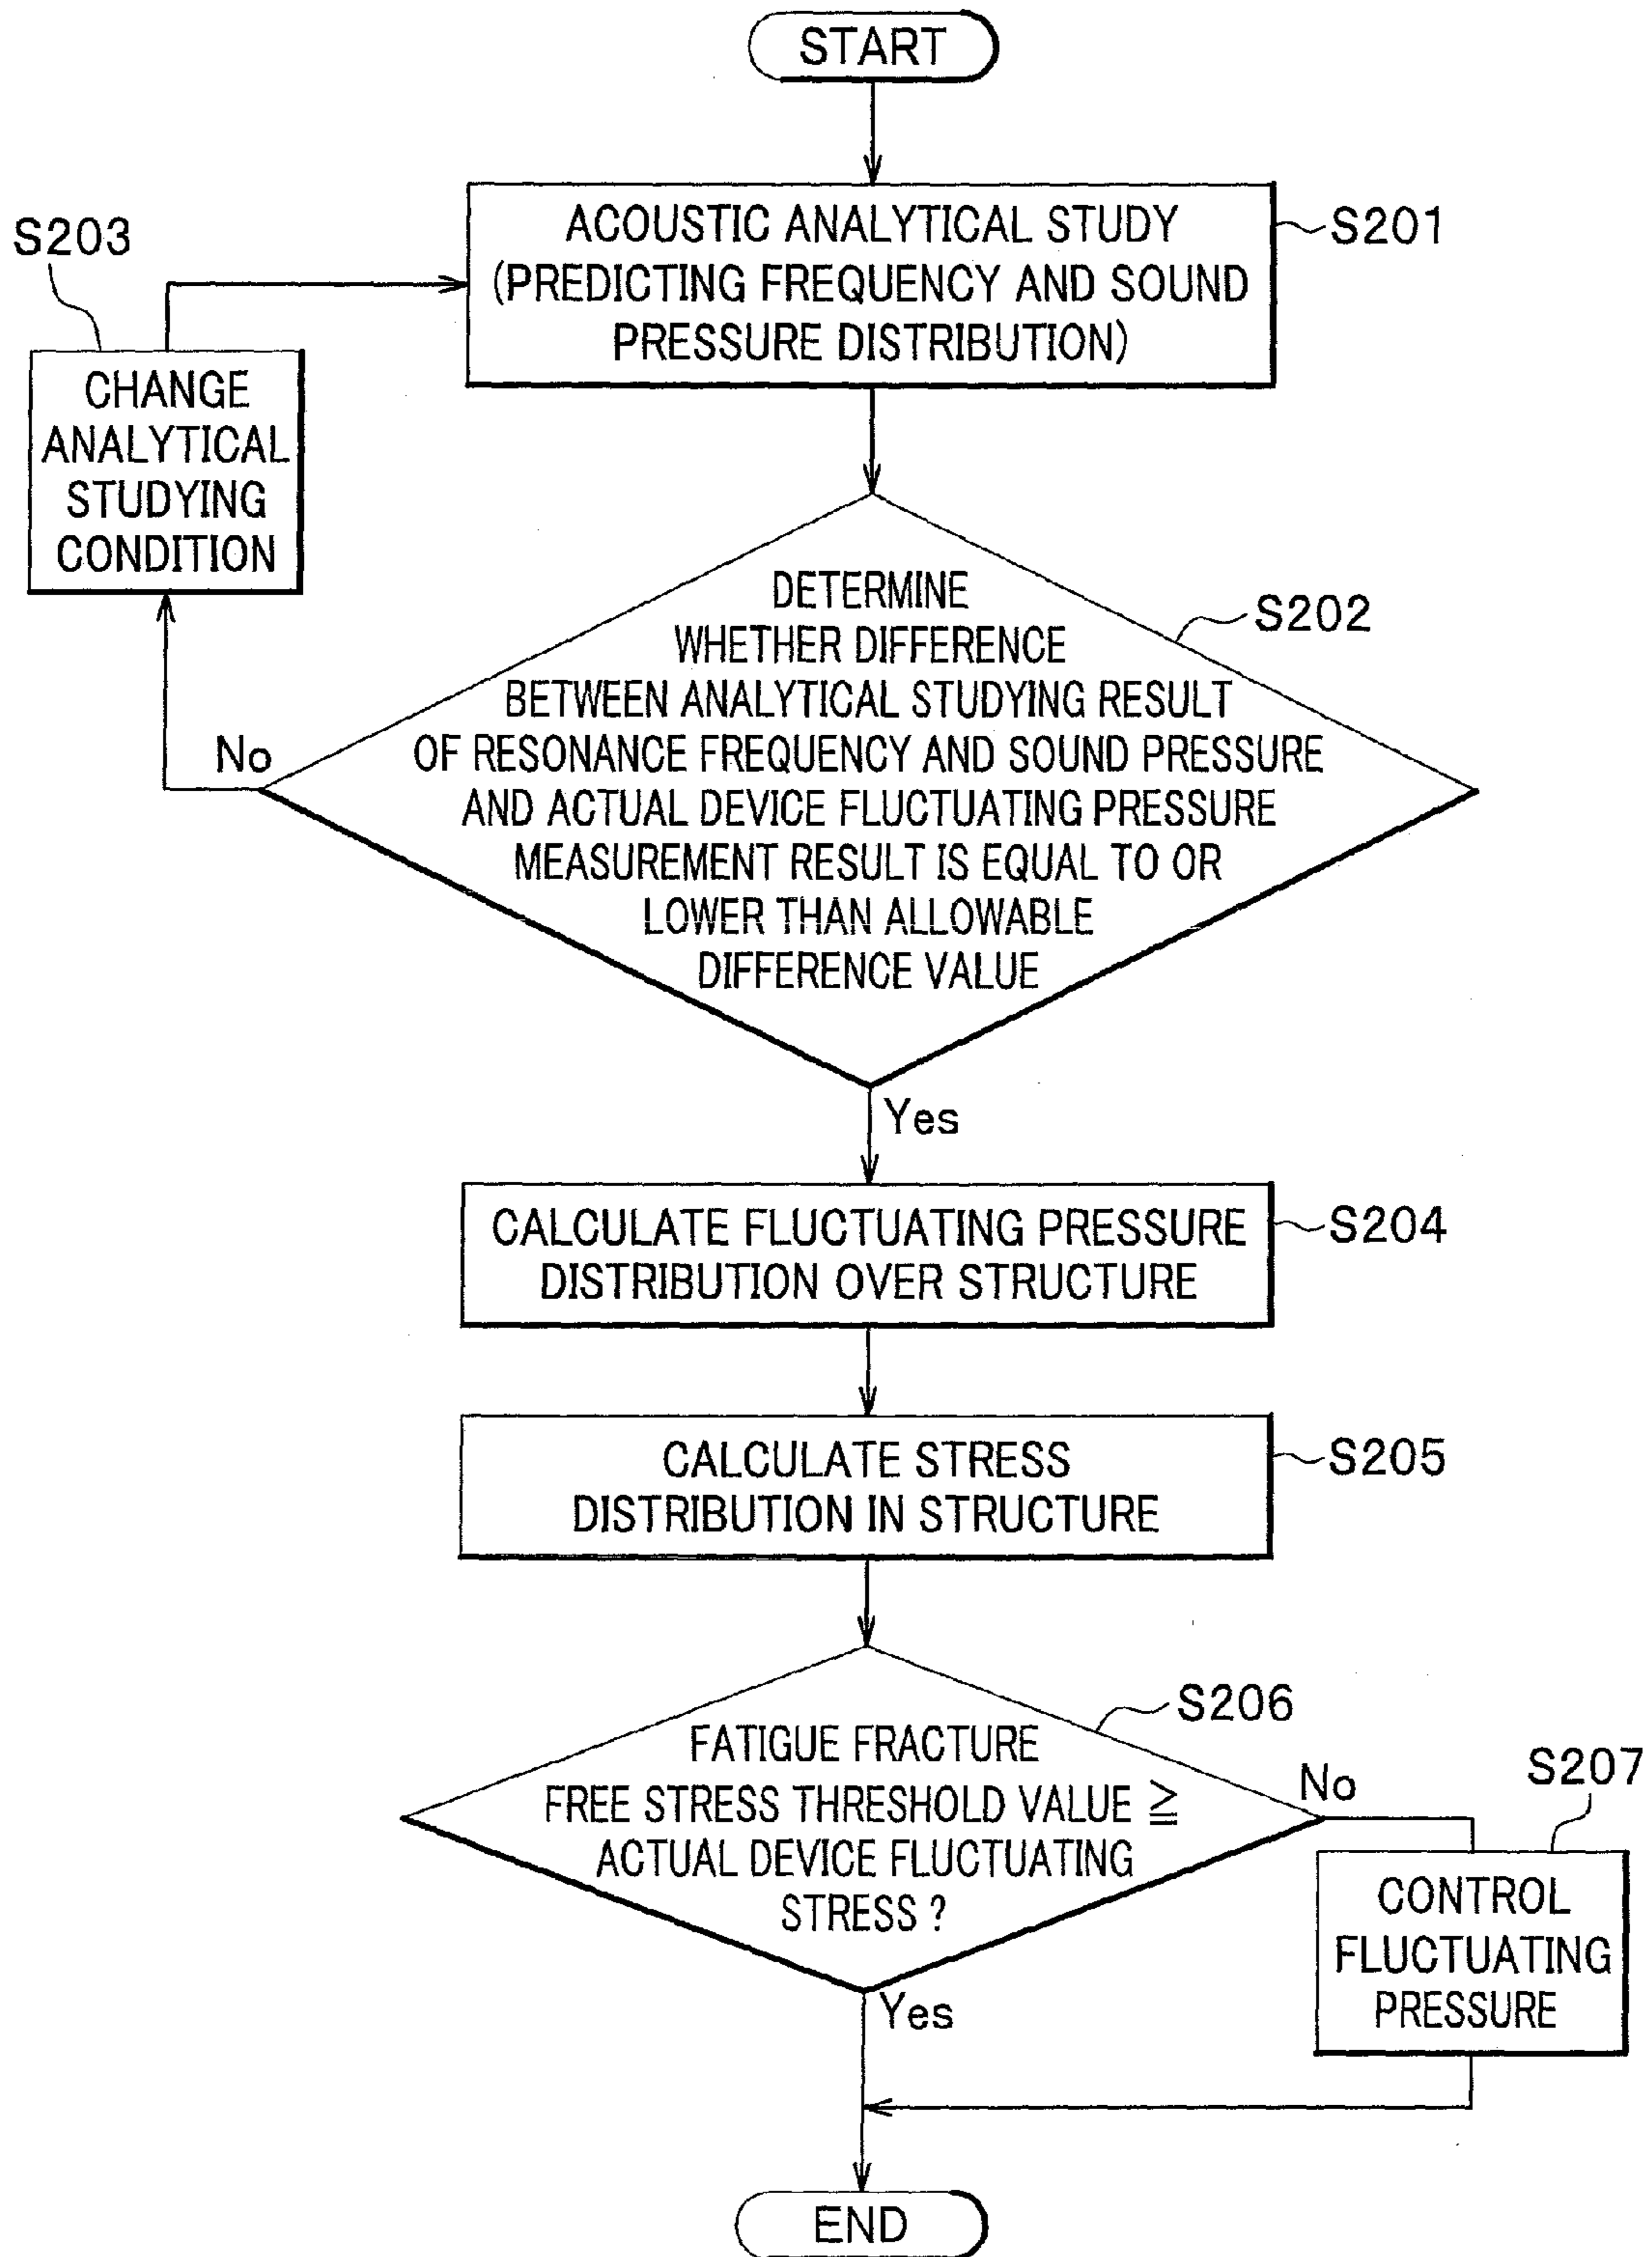 START
ACOUSTIC ANALYTICAL STUDY
(PREDICTING FREQUENCY AND SOUND
PRESSURE DISTRIBUTION)
S201
S203
CHANGE
ANALYTICAL
STUDYING
CONDITION
DETERMINE
WHETHER DIFFERENCE
BETWEEN ANALYTICAL STUDYING RESULT
OF RESONANCE FREQUENCY AND SOUND PRESSURE
AND ACTUAL DEVICE FLUCTUATING PRESSURE
MEASUREMENT RESULT IS EQUAL TO OR
LOWER THAN ALLOWABLE
DIFFERENCE VALUE
S202
No
Yes
CALCULATE FLUCTUATING PRESSURE
DISTRIBUTION OVER STRUCTURE
S204
CALCULATE STRESS
DISTRIBUTION IN STRUCTURE
S205
FATIGUE FRACTURE
FREE STRESS THRESHOLD VALUE ≧
ACTUAL DEVICE FLUCTUATING
STRESS ?
S206
No
S207
CONTROL
FLUCTUATING
PRESSURE
Yes
END